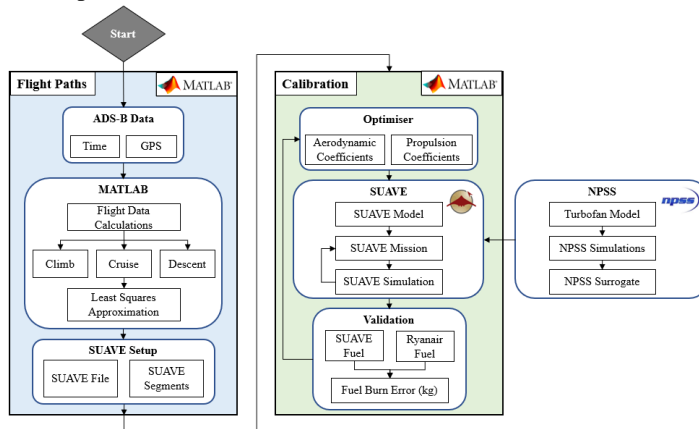 Start
Flight Paths
MATLAB
ADS-B Data
Time
GPS
MATLAB
Flight Data
Calculations
Climb
Cruise
Descent
Least Squares
Approximation
SUAVE Setup
SUAVE File
SUAVE
Segments
Calibration
MATLAB
Optimiser
Aerodynamic
Coefficients
Propulsion
Coefficients
SUAVE
SUAVE Model
SUAVE Mission
SUAVE Simulation
Validation
SUAVE
Fuel
Ryanair
Fuel
Fuel Burn Error (kg)
NPSS
npss
Turbofan Model
NPSS Simulations
NPSS Surrogate